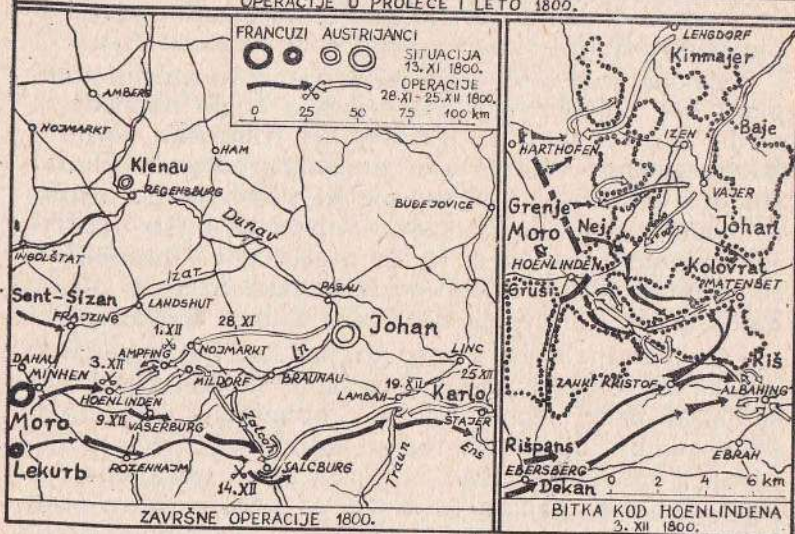 OPERACIJE U PROLEĆE I LETO 1800.
FRANCUZI AUSTRIJANCI
SITUACIJA
13. XI 1800.
OPERACIJE
28.XI - 25.XII 1800.
0 25 50 75 100 km
AMBERG
NOJMARKT
HAM
Klenau
REGENSBURG
BUDEJOVICE
Dunav
INGOLŠTAT
Izar
PASAU
Sent-Sizan
LANDSHUT
FRAJZING
1. XII
28. XI
Johan
AMPFING
NOJMARKT
In
LINC
DAHAU
3. XII
MINHEN
MILDORF
BRAUNAU
19. XII
25 XII
LAMBAH
Karlo
HOENLINDEN
Moro
9. XII
VASERBURG
ŠTAJER
Ens
Lekurb
ROZENHAJM
SALCBURG
Traun
14. XII
ZAVRŠNE OPERACIJE 1800.
LENGDORF
Kinmajer
IZEN
Baje
HARTHOFEN
VAJER
Grenje
Moro
Nej
Johan
HOENLINDEN
Kolovrat
MATENBET
Gruši
Riš
ZANKT KRISTOF
ALBAHING
Rišpans
EBRAH
EBERSBERG
0 2 4 6 km
Dekan
BITKA KOD HOENLINDENA
3. XII 1800.